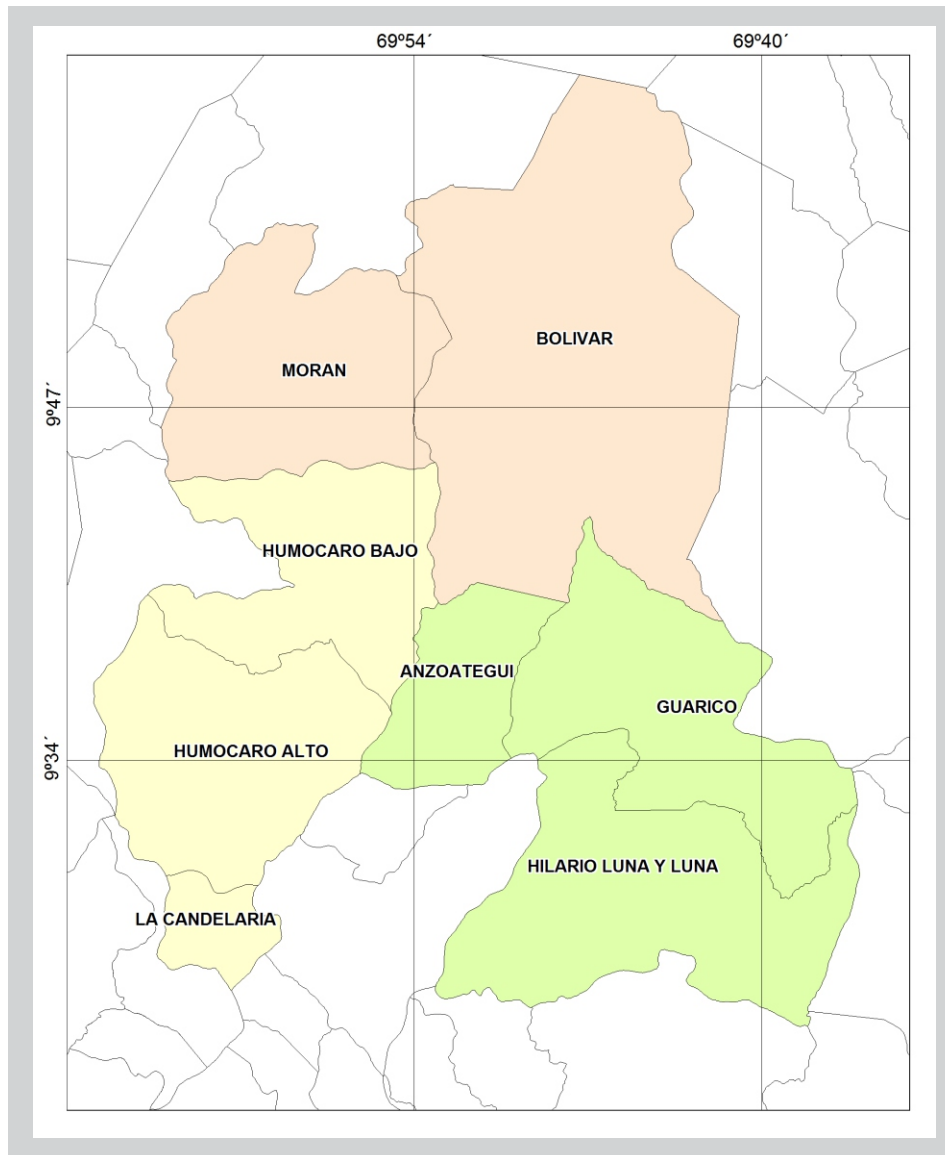 69º54´
69º40´
BOLIVAR
MORAN
9º47´
HUMOCARO BAJO
ANZOATEGUI
GUARICO
HUMOCARO ALTO
9º34´
HILARIO LUNA Y LUNA
LA CANDELARIA